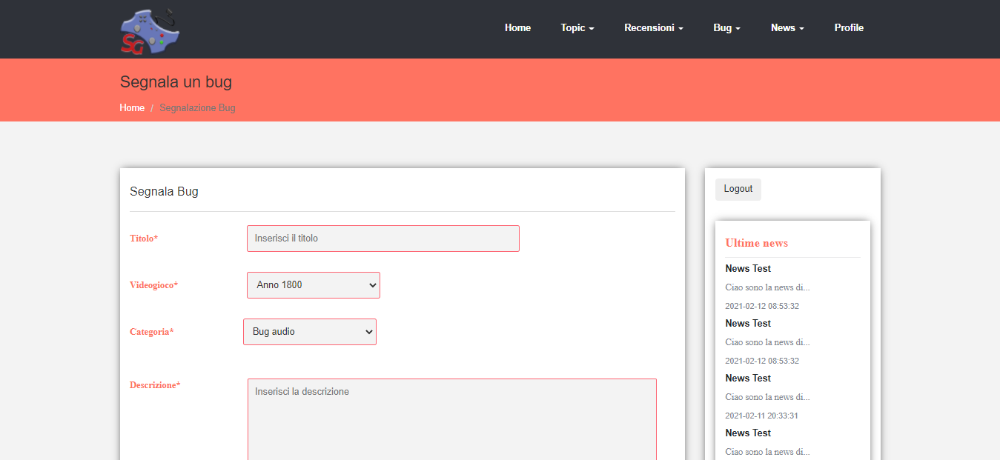 SG
Home Topic Recensioni Bug News Profile
Segnala un bug
Home / Segnalazione Bug
Segnala Bug
Titolo*
Inserisci il titolo
Videogioco*
Anno 1800
Categoria*
Bug audio
Descrizione*
Inserisci la descrizione
Logout
Ultime news
News Test
Ciao sono la news di...
2021-02-12 08:53:32
News Test
Ciao sono la news di...
2021-02-12 08:53:32
News Test
Ciao sono la news di...
2021-02-11 20:33:31
News Test
Ciao sono la news di...